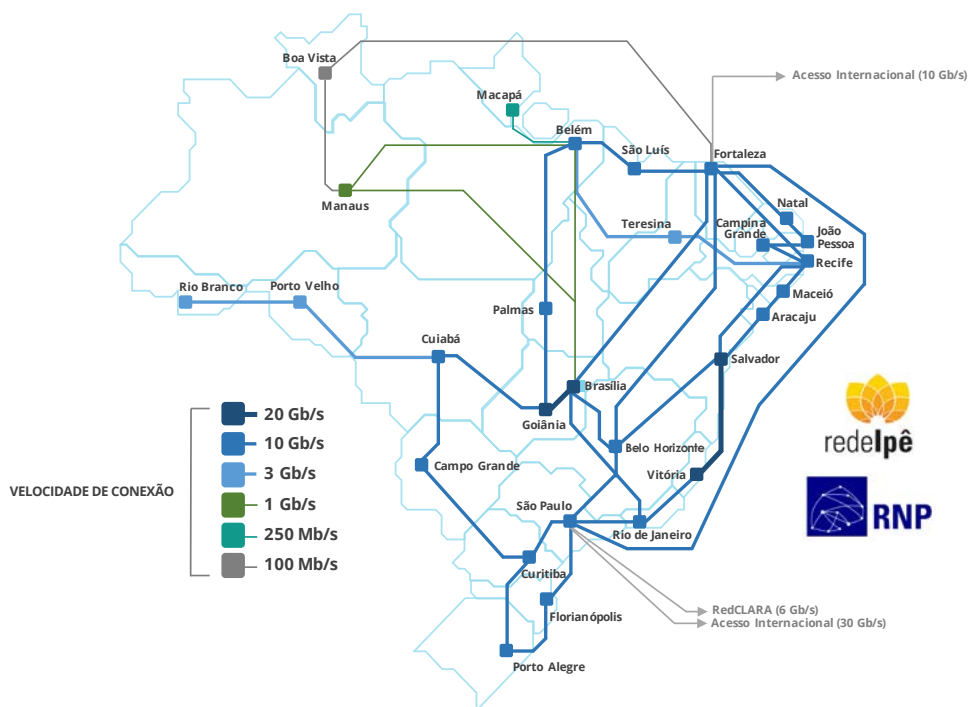 Boa Vista
Acesso Internacional (10 Gb/s)
Macapá
Belém
São Luís
Fortaleza
Manaus
Teresina
Natal
Campina
Grande
João
Pessoa
Recife
Rio Branco
Porto Velho
Maceió
Palmas
Aracaju
Cuiabá
Salvador
Brasília
Goiânia
20 Gb/s
10 Gb/s
3 Gb/s
1 Gb/s
250 Mb/s
100 Mb/s
VELOCIDADE DE CONEXÃO
Belo Horizonte
Campo Grande
Vitória
São Paulo
Rio de Janeiro
Curitiba
Florianópolis
Porto Alegre
RedCLARA (6 Gb/s)
Acesso Internacional (30 Gb/s)
redeIpê
RNP